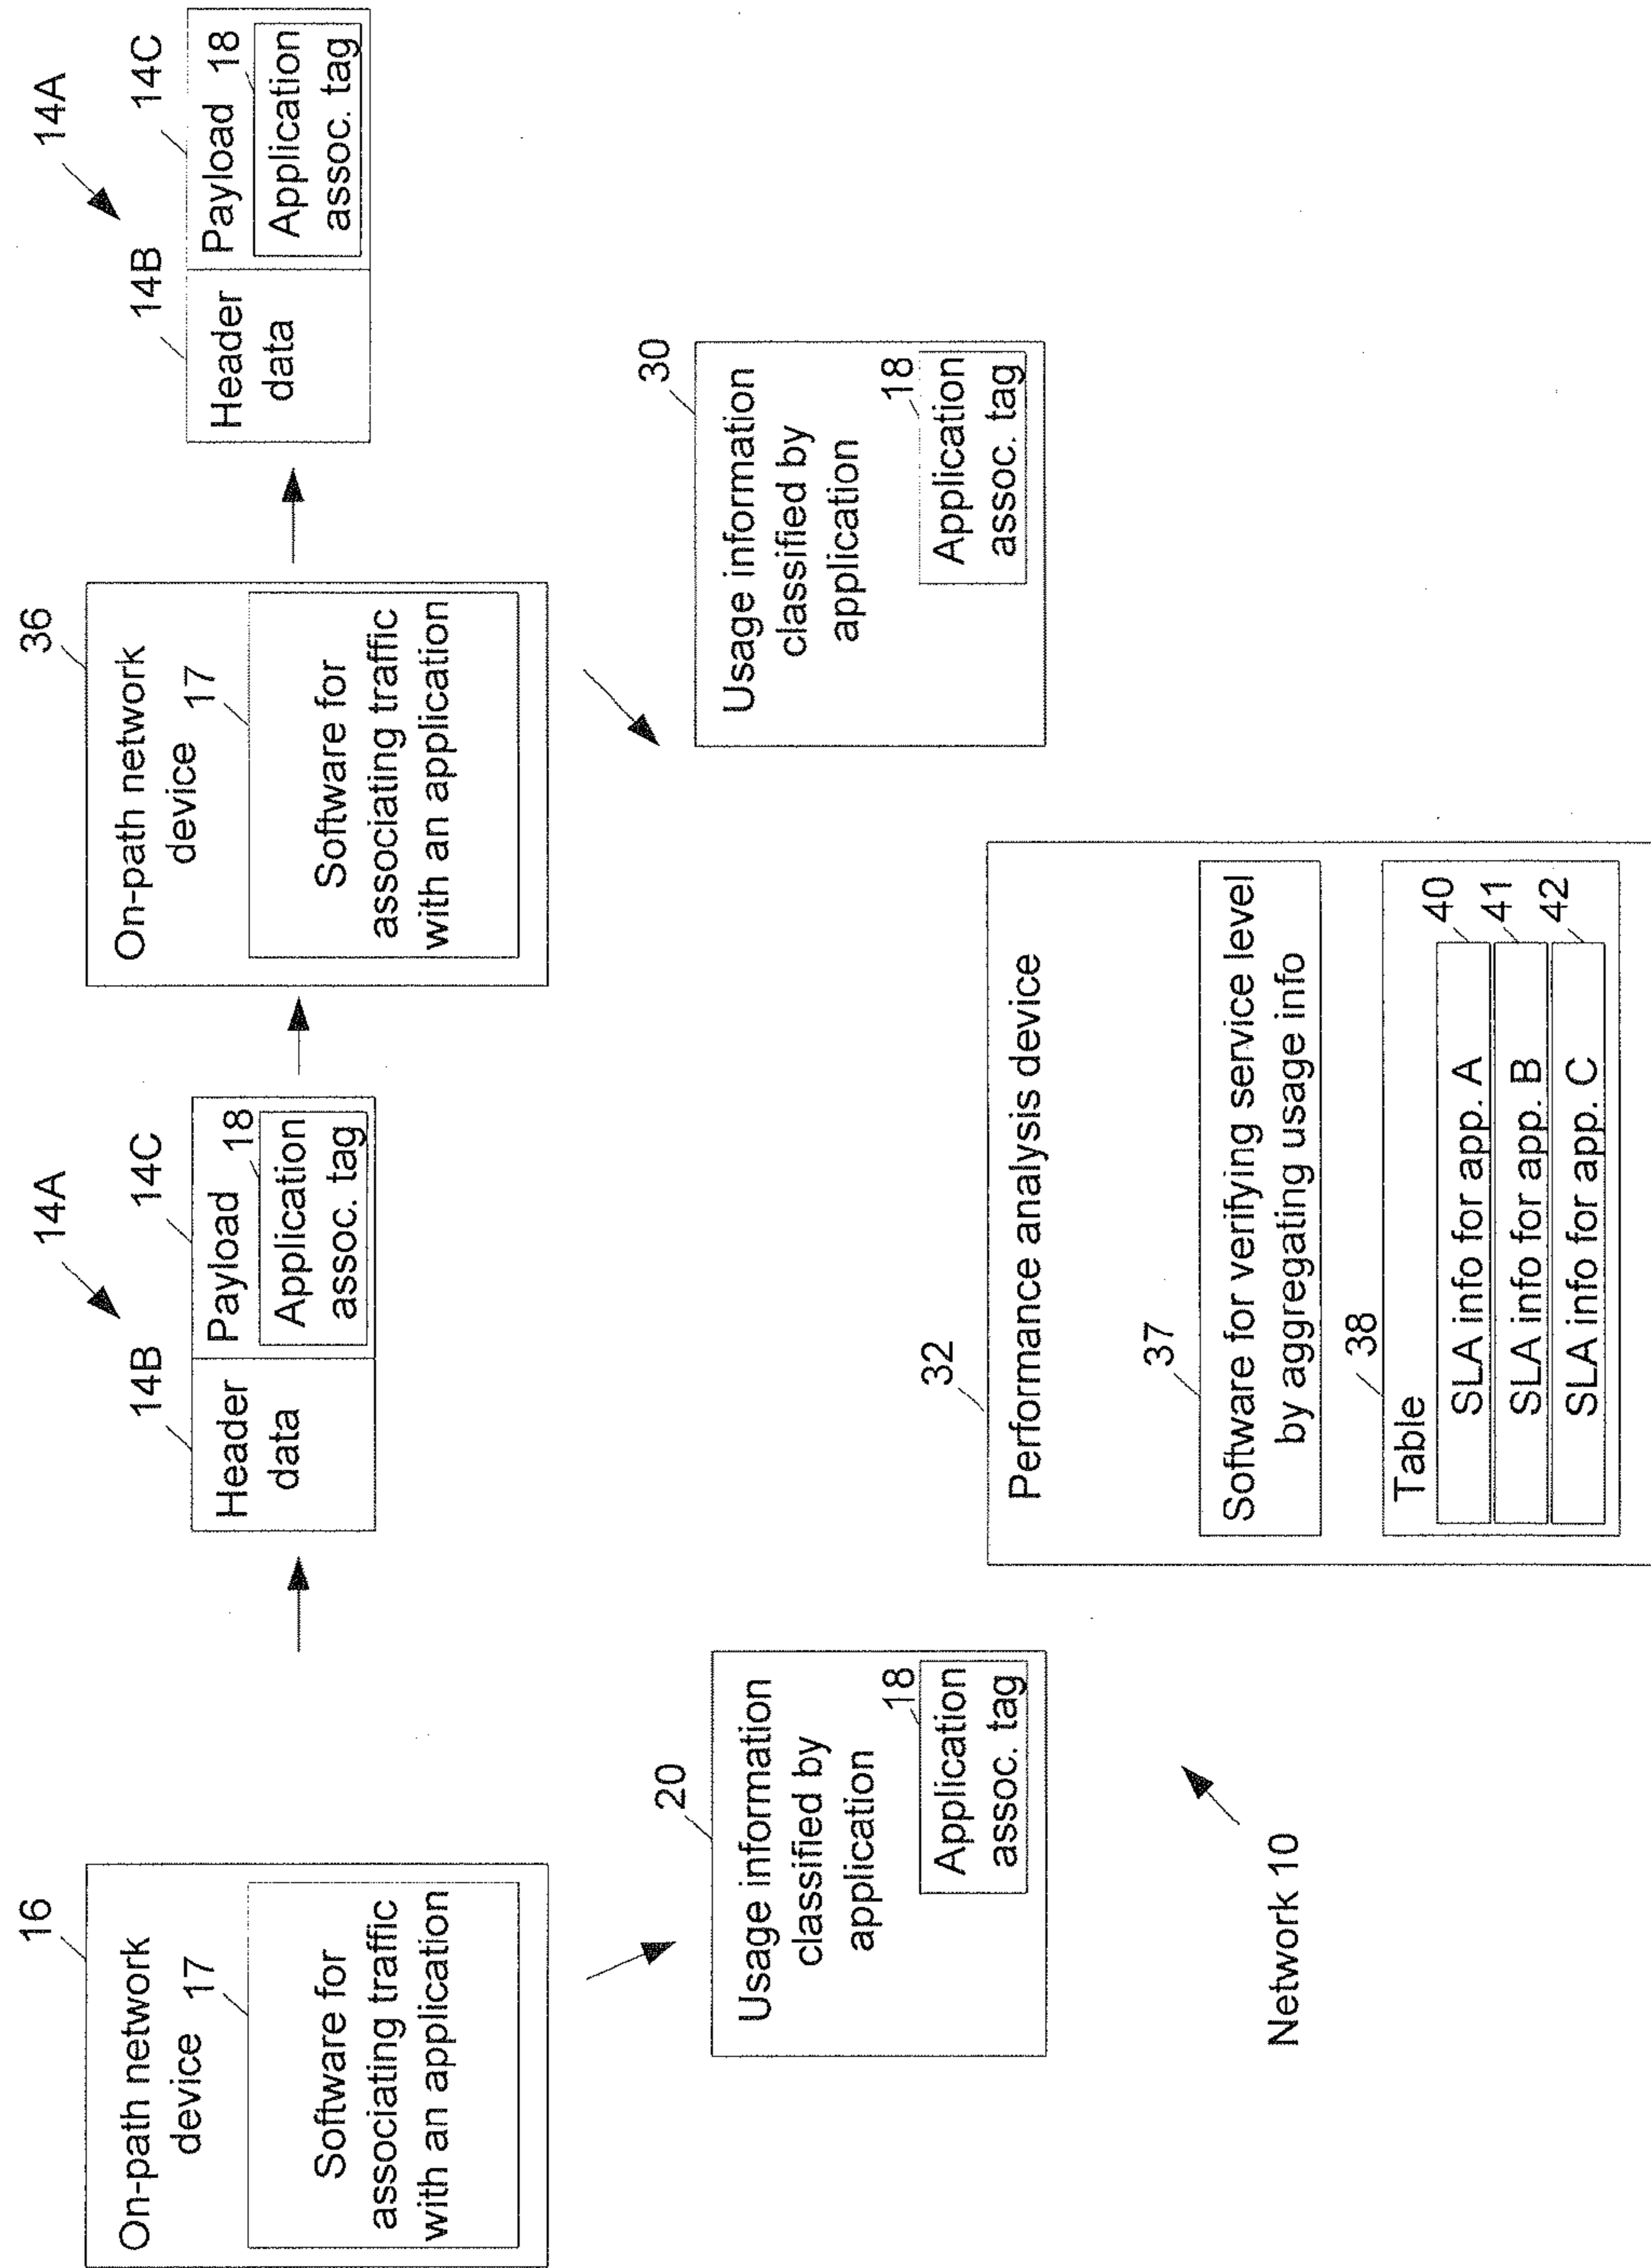 16
On-path network
device
17
Software for
associating traffic
with an application
14A
14B
14C
Header
data
Payload
18
Application
assoc. tag
36
On-path network
device
17
Software for
associating traffic
with an application
14A
14B
14C
Header
data
Payload
18
Application
assoc. tag
20
Usage information
classified by
application
18
Application
assoc. tag
30
Usage information
classified by
application
18
Application
assoc. tag
32
Performance analysis device
37
Software for verifying service level
by aggregating usage info
38
Table
SLA info for app. A
40
SLA info for app. B
41
SLA info for app. C
42
Network 10